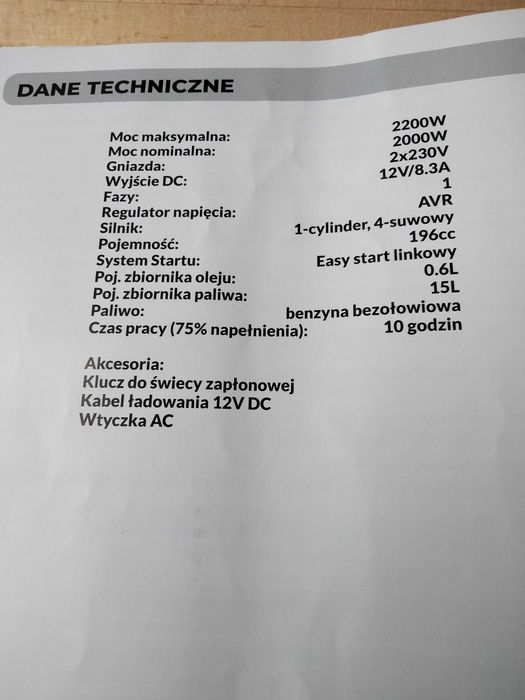 DANE TECHNICZNE
Moc maksymalna: 2200W
Moc nominalna: 2000W
Gniazda: 2x230V
Wyjście DC: 12V/8.3A
Fazy: 1
Regulator napięcia: AVR
Silnik: 1-cylinder, 4-suwowy
Pojemność: 196cc
System Startu: Easy start linkowy
Poj. zbiornika oleju: 0.6L
Poj. zbiornika paliwa: 15L
Paliwo: benzyna bezołowiowa
Czas pracy (75% napełnienia): 10 godzin
Akcesoria:
Klucz do świecy zapłonowej
Kabel ładowania 12V DC
Wtyczka AC